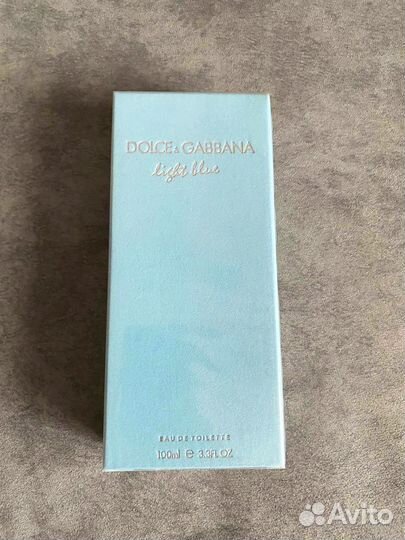 DOLCE & GABBANA
light blue
EAU DE TOILETTE
100ml e 3.3FL.OZ
Avito